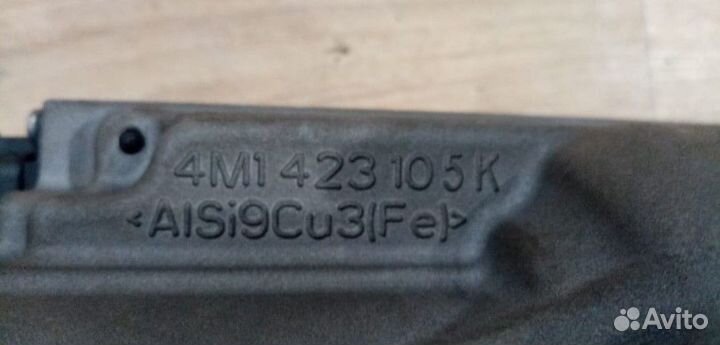 4M1 423 105 K
<AlSi9Cu3(Fe)>
Avito